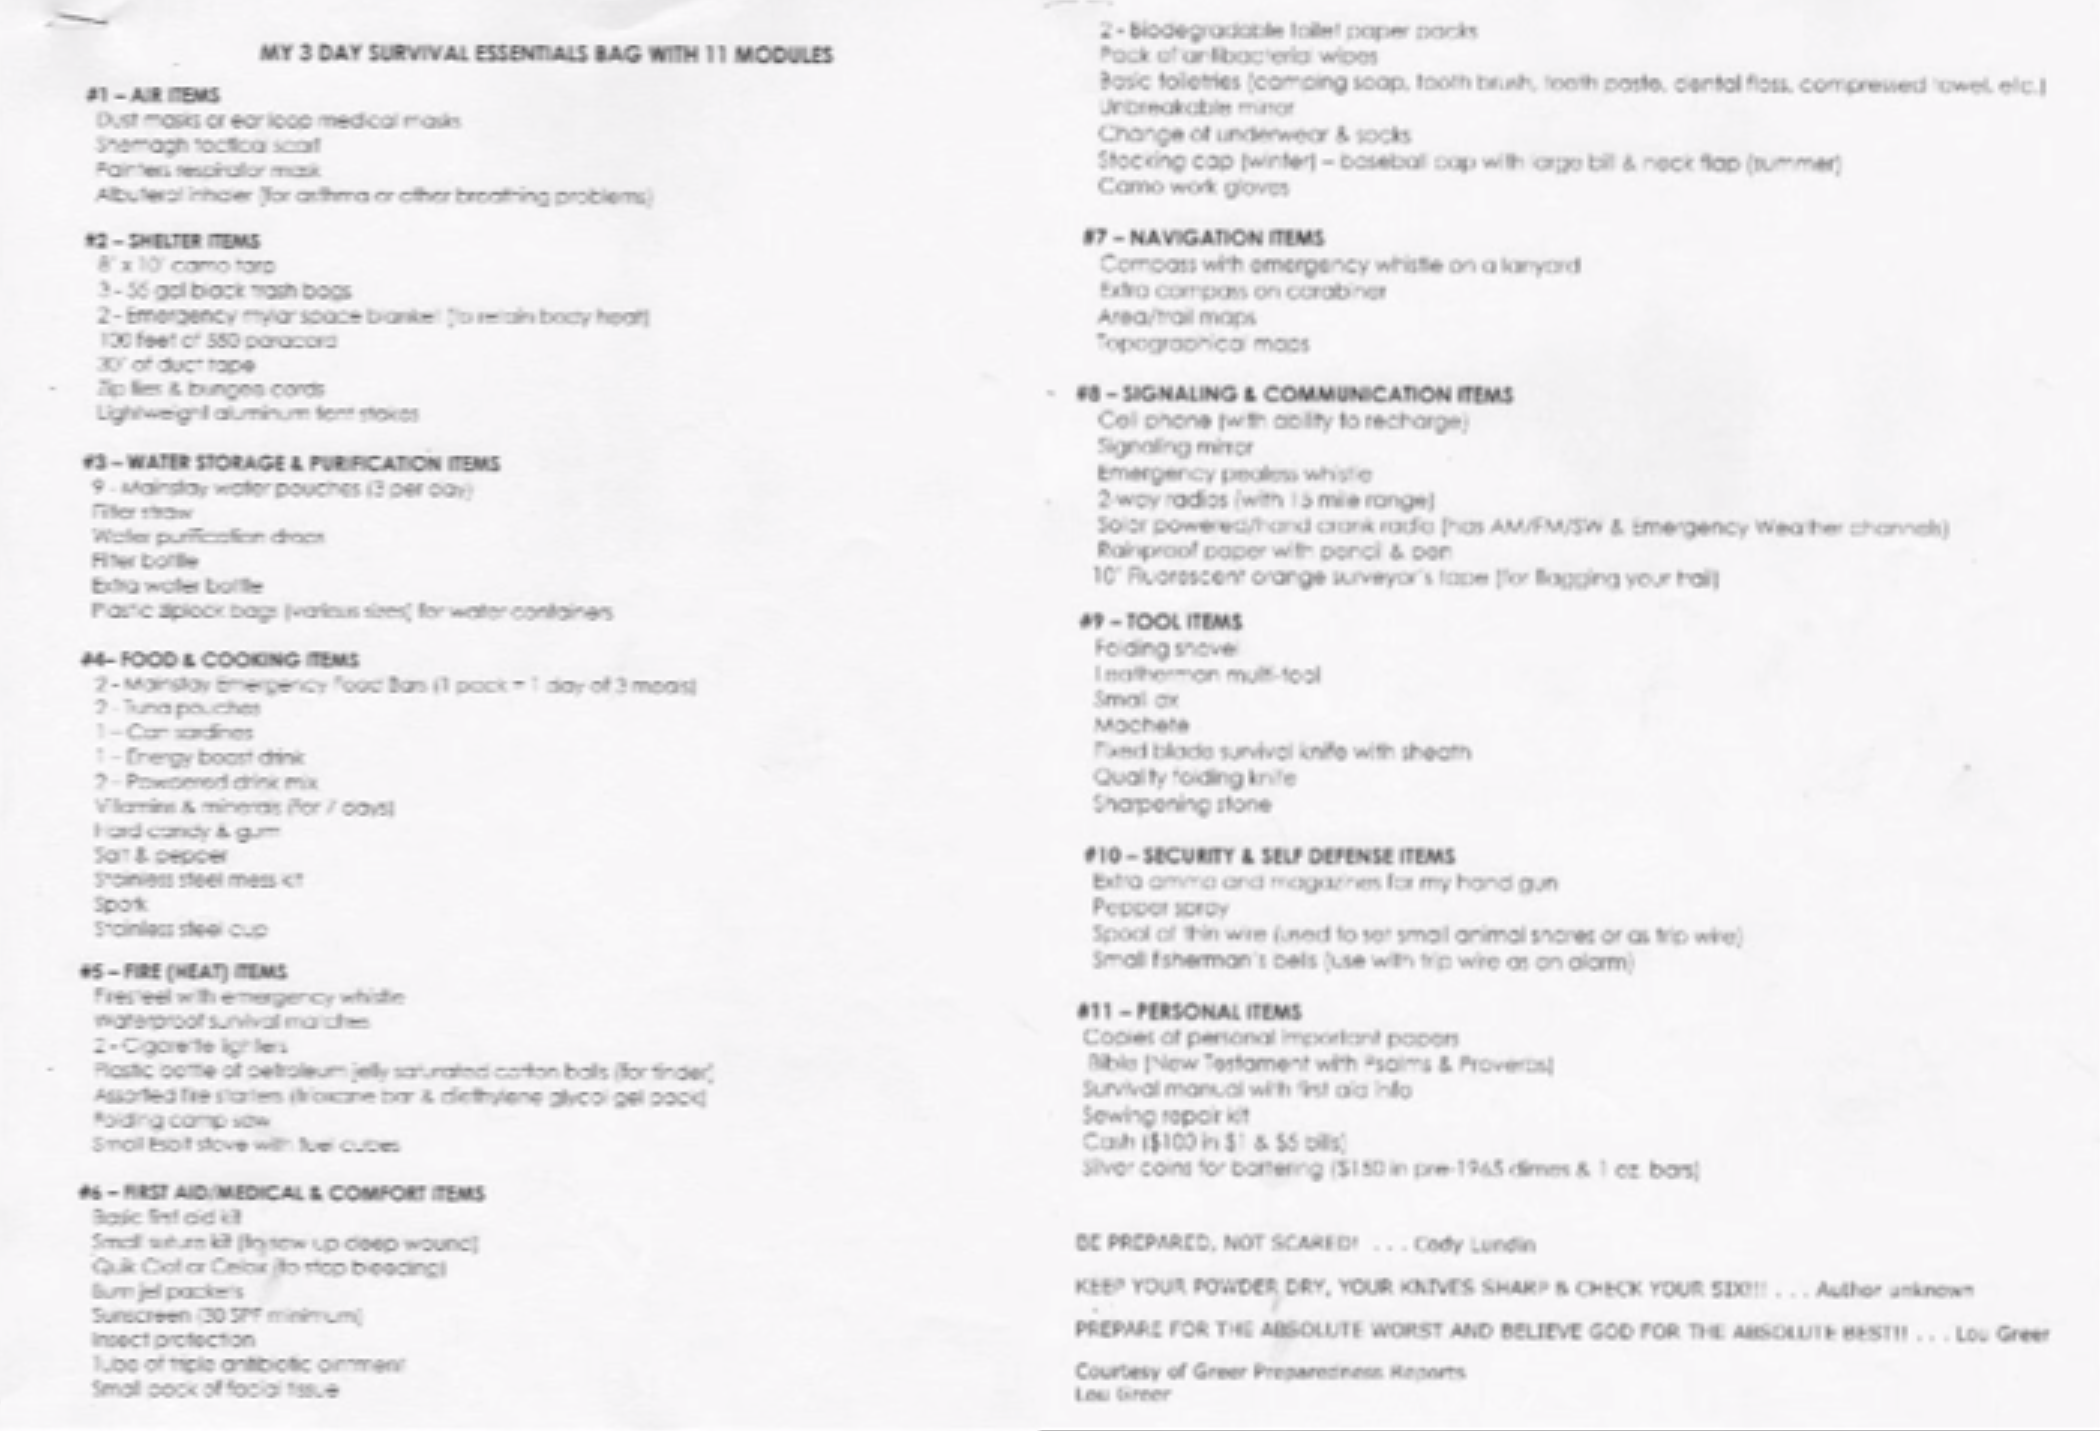 MY 3 DAY SURVIVAL ESSENTIALS BAG WITH 11 MODULES
#1 – AIR ITEMS
Dust masks or ear loop medical masks
Shemagh tactical scarf
Painters respirator mask
Albuterol inhaler (for asthma or other breathing problems)
#2 – SHELTER ITEMS
8' x 10' camo tarp
3 - 55 gal black trash bags
2 - Emergency mylar space blanket (to retain body heat)
100 feet of 550 paracord
30' of duct tape
Zip ties & bungee cords
Lightweight aluminum tent stakes
#3 – WATER STORAGE & PURIFICATION ITEMS
9 - Mainstay water pouches (3 per day)
Filter straw
Water purification drops
Filter bottle
Extra water bottle
Plastic ziplock bags (various sizes) for water containers
#4– FOOD & COOKING ITEMS
2 - Mainstay Emergency Food Bars (1 pack = 1 day of 3 meals)
2 - Tuna pouches
1 – Can sardines
1 – Energy boost drink
2 – Powdered drink mix
Vitamins & minerals (for 7 days)
Hard candy & gum
Salt & pepper
Stainless steel mess kit
Spork
Stainless steel cup
#5 – FIRE (HEAT) ITEMS
Firesteel with emergency whistle
Waterproof survival matches
2 - Cigarette lighters
Plastic bottle of petroleum jelly saturated cotton balls (for tinder)
Assorted fire starters (trioxane bar & diethylene glycol gel pack)
Folding camp saw
Small Esbit stove with fuel cubes
#6 – FIRST AID/MEDICAL & COMFORT ITEMS
Basic first aid kit
Small suture kit (to sew up deep wound)
Quik Clot or Celox (to stop bleeding)
Burn jel packets
Sunscreen (30 SPF minimum)
Insect protection
Tube of triple antibiotic ointment
Small pack of facial tissue
2 - Biodegradable toilet paper packs
Pack of antibacterial wipes
Basic toiletries (camping soap, tooth brush, tooth paste, dental floss, compressed towel, etc.)
Unbreakable mirror
Change of underwear & socks
Stocking cap (winter) – baseball cap with large bill & neck flap (summer)
Camo work gloves
#7 – NAVIGATION ITEMS
Compass with emergency whistle on a lanyard
Extra compass on carabiner
Area/trail maps
Topographical maps
#8 – SIGNALING & COMMUNICATION ITEMS
Cell phone (with ability to recharge)
Signaling mirror
Emergency pealess whistle
2-way radios (with 15 mile range)
Solar powered/hand crank radio (has AM/FM/SW & Emergency Weather channels)
Rainproof paper with pencil & pen
10' Fluorescent orange surveyor's tape (for flagging your trail)
#9 – TOOL ITEMS
Folding shovel
Leatherman multi-tool
Small ax
Machete
Fixed blade survival knife with sheath
Quality folding knife
Sharpening stone
#10 – SECURITY & SELF DEFENSE ITEMS
Extra ammo and magazines for my hand gun
Pepper spray
Spool of thin wire (used to set small animal snares or as trip wire)
Small fisherman's bells (use with trip wire as an alarm)
#11 – PERSONAL ITEMS
Copies of personal important papers
Bible (New Testament with Psalms & Proverbs)
Survival manual with first aid info
Sewing repair kit
Cash ($100 in $1 & $5 bills)
Silver coins for bartering ($150 in pre-1965 dimes & 1 oz. bars)
BE PREPARED, NOT SCARED! . . . Cody Lundin
KEEP YOUR POWDER DRY, YOUR KNIVES SHARP & CHECK YOUR SIX!!! . . . Author unknown
PREPARE FOR THE ABSOLUTE WORST AND BELIEVE GOD FOR THE ABSOLUTE BEST!!! . . . Lou Greer
Courtesy of Greer Preparedness Reports
Lou Greer